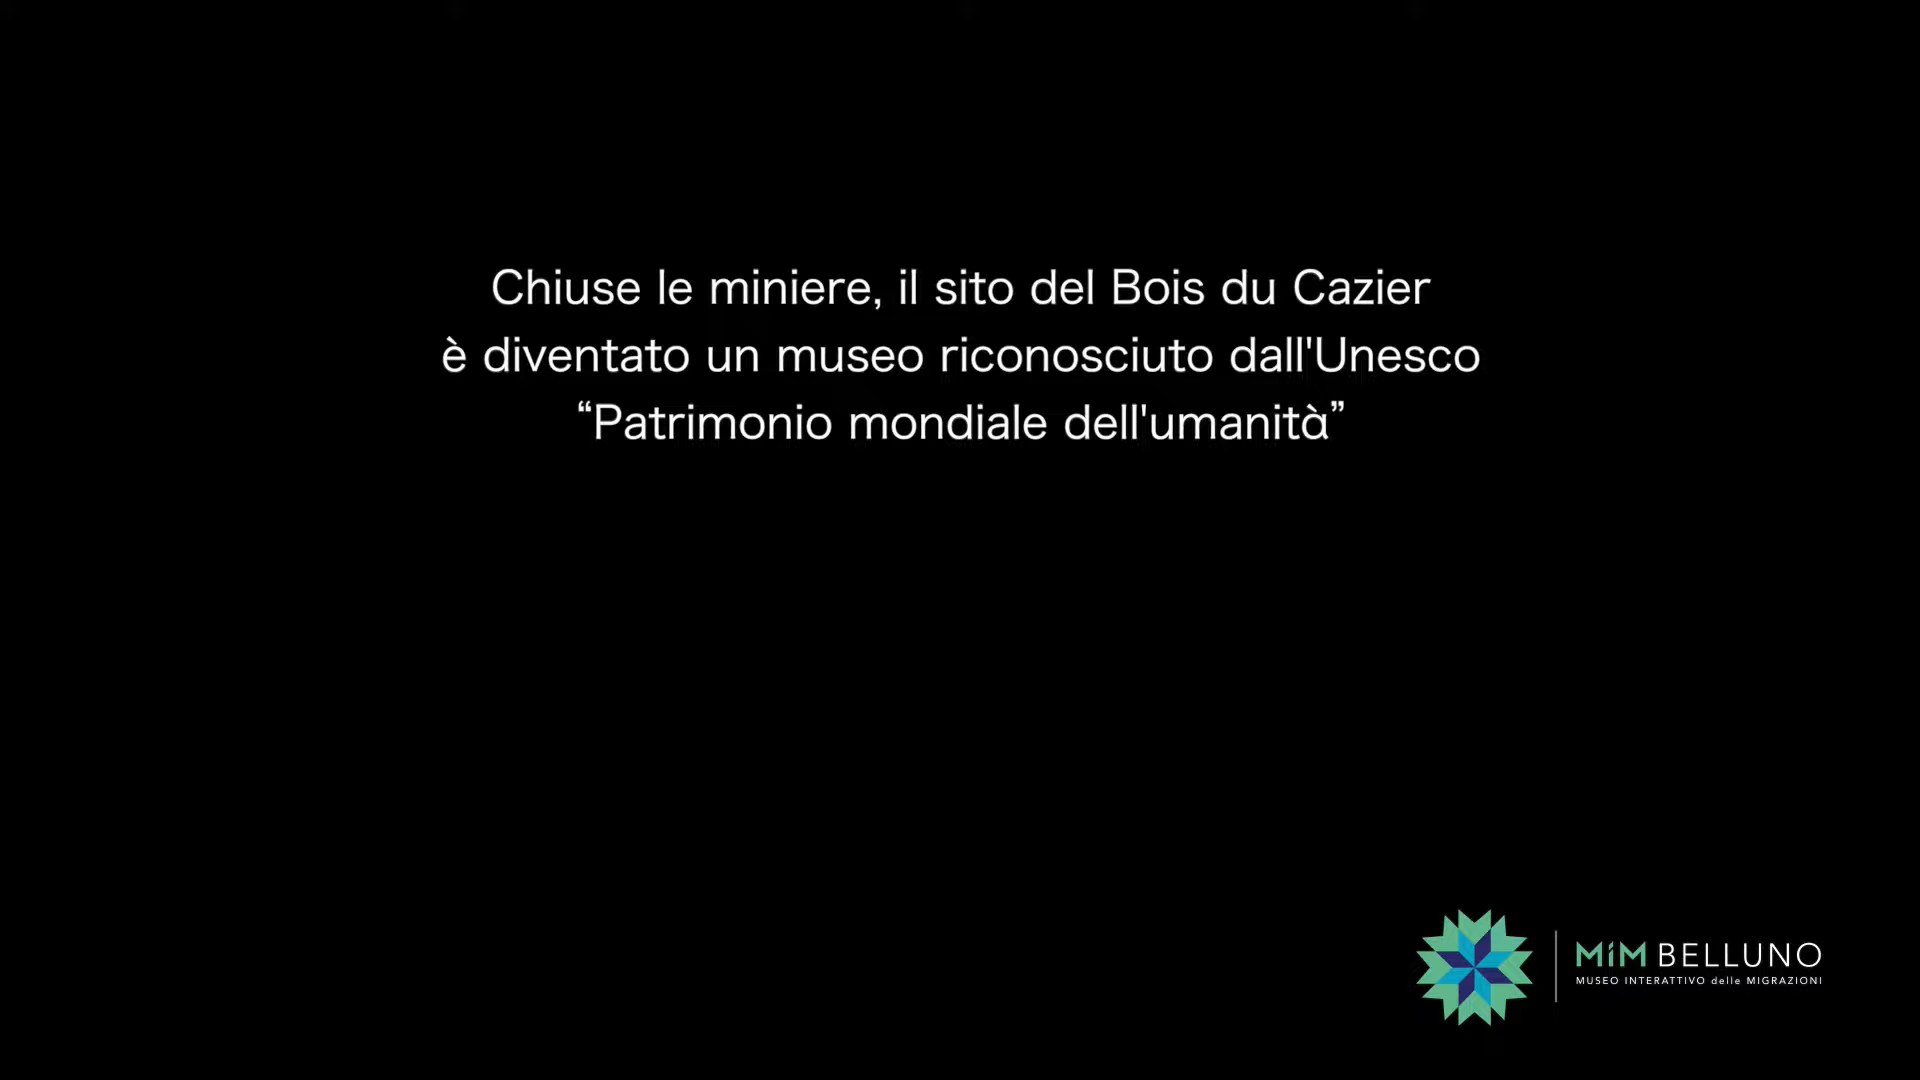 Chiuse le miniere, il sito del Bois du Cazier
è diventato un museo riconosciuto dall'Unesco
“Patrimonio mondiale dell'umanità”
MiM BELLUNO
MUSEO INTERATTIVO delle MIGRAZIONI